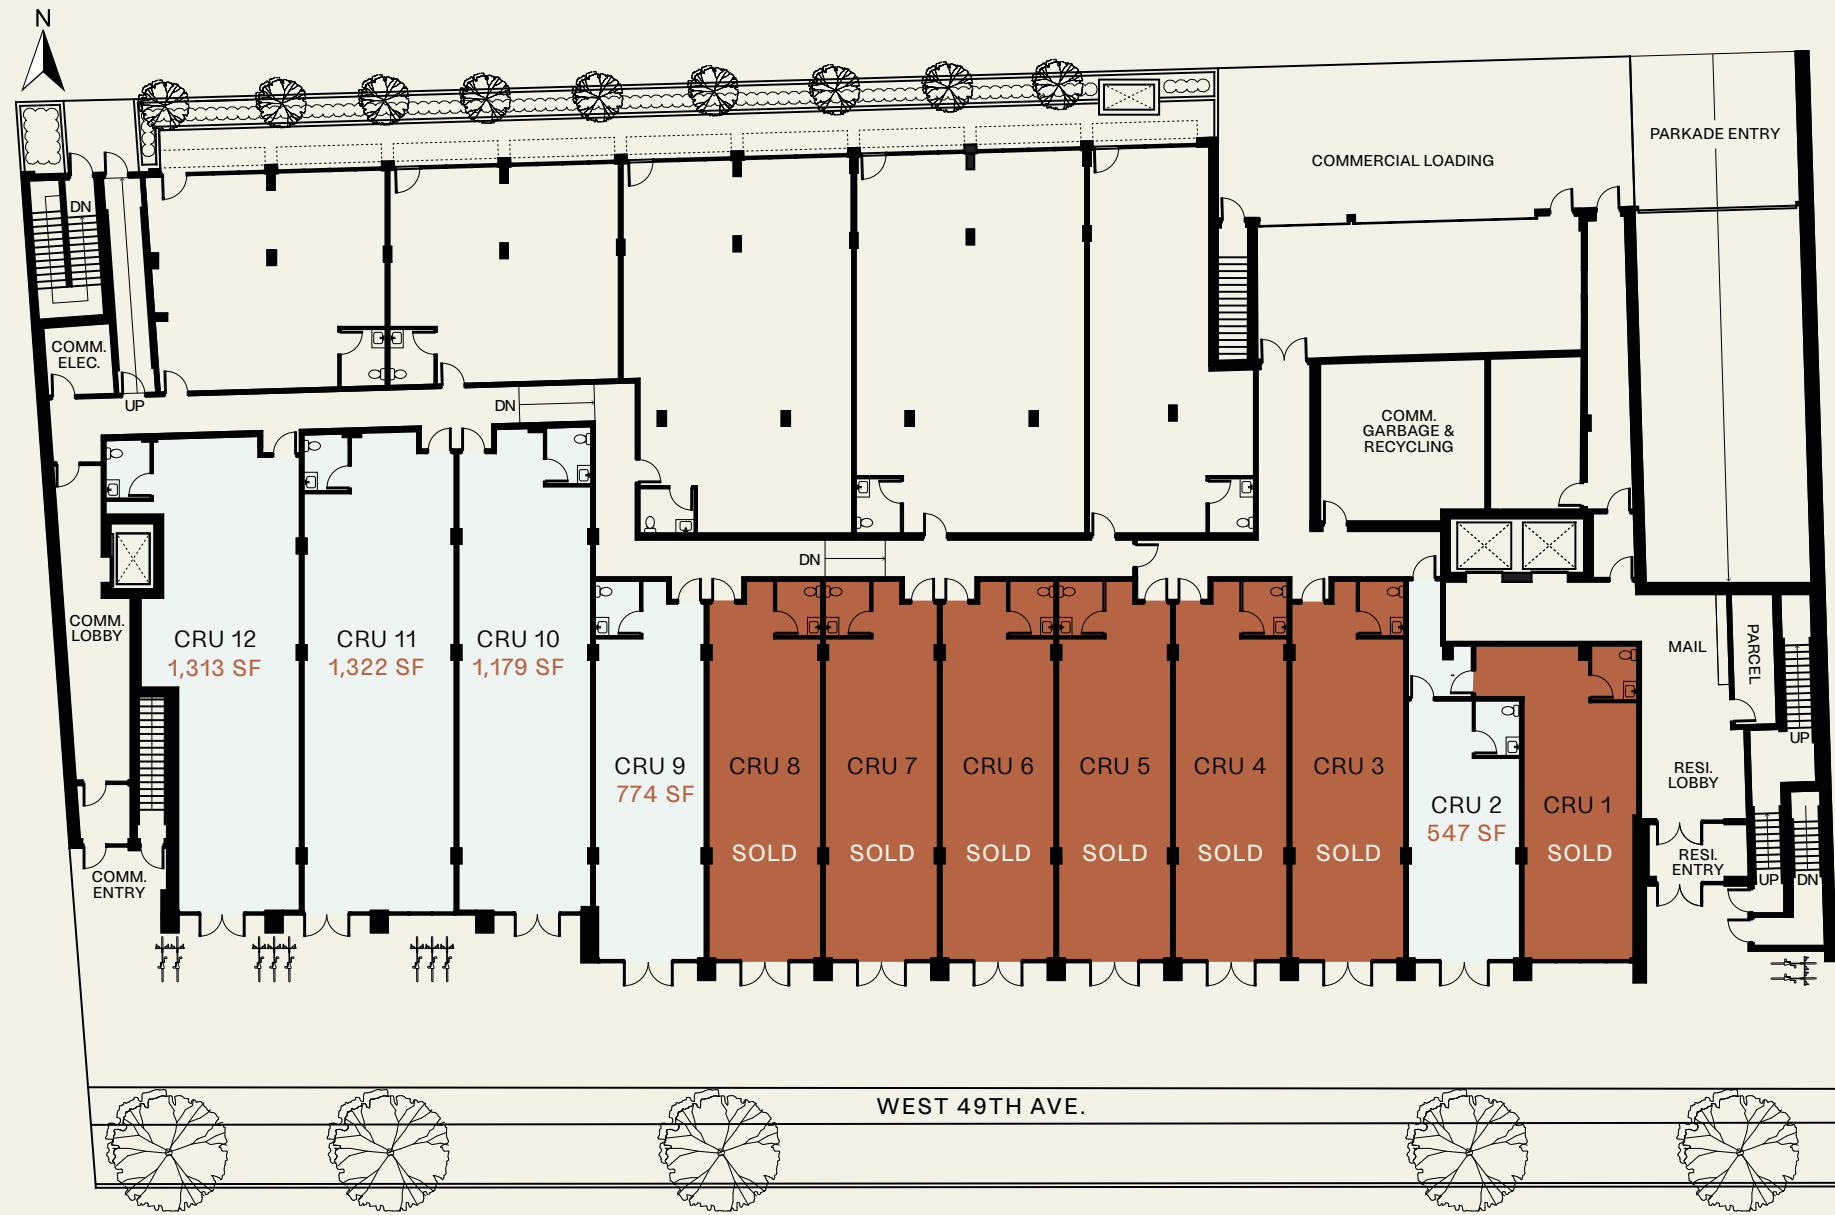 N
PARKADE ENTRY
COMMERCIAL LOADING
DN
COMM.
ELEC.
UP
DN
COMM.
GARBAGE &
RECYCLING
DN
COMM.
LOBBY
CRU 12
1,313 SF
CRU 11
1,322 SF
CRU 10
1,179 SF
MAIL
PARCEL
UP
CRU 9
774 SF
CRU 8
SOLD
CRU 7
SOLD
CRU 6
SOLD
CRU 5
SOLD
CRU 4
SOLD
CRU 3
SOLD
CRU 2
547 SF
CRU 1
SOLD
RESI.
LOBBY
RESI.
ENTRY
UP
DN
COMM.
ENTRY
WEST 49TH AVE.